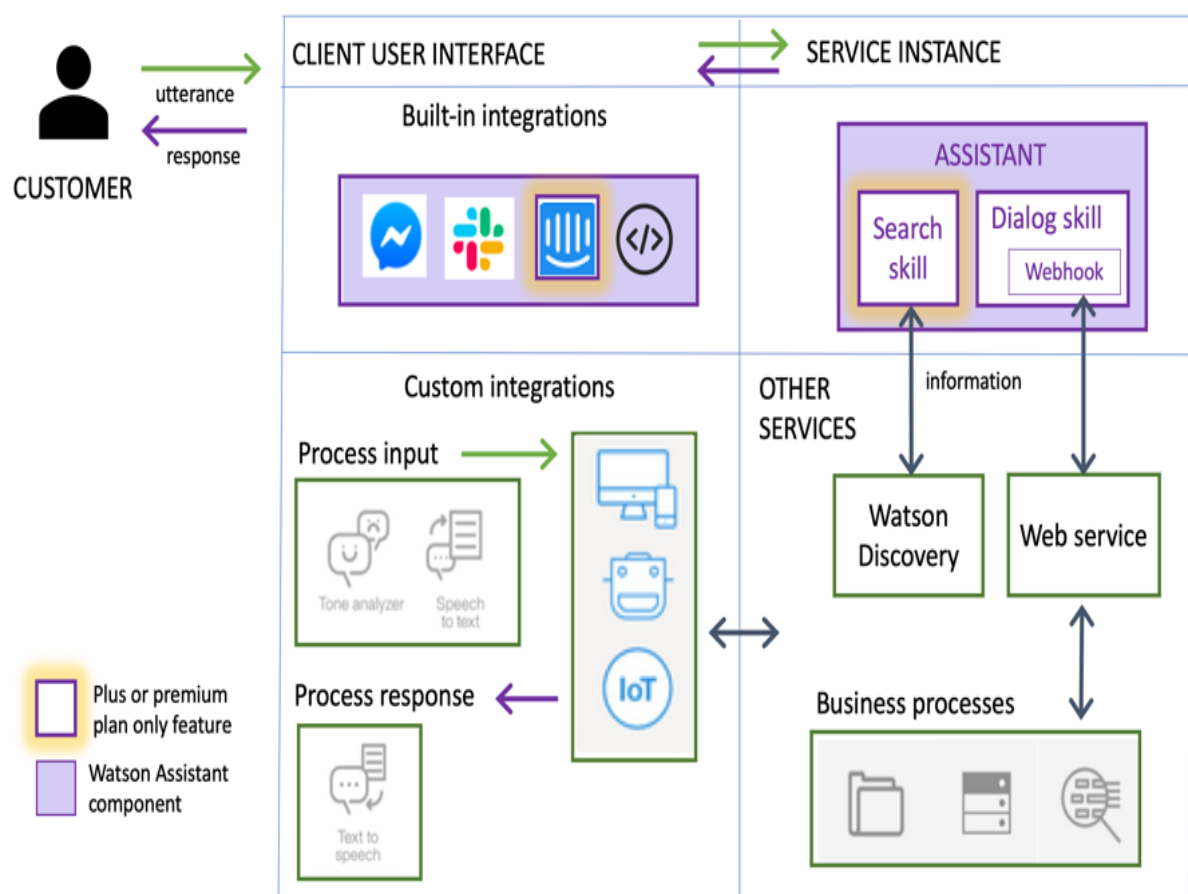 CLIENT USER INTERFACE
SERVICE INSTANCE
utterance
response
CUSTOMER
Built-in integrations
</>
ASSISTANT
Search
skill
Dialog skill
Webhook
Custom integrations
Process input
Tone analyzer
Speech
to text
IoT
Process response
Text to
speech
OTHER
SERVICES
information
Watson
Discovery
Web service
Business processes
Plus or premium
plan only feature
Watson Assistant
component